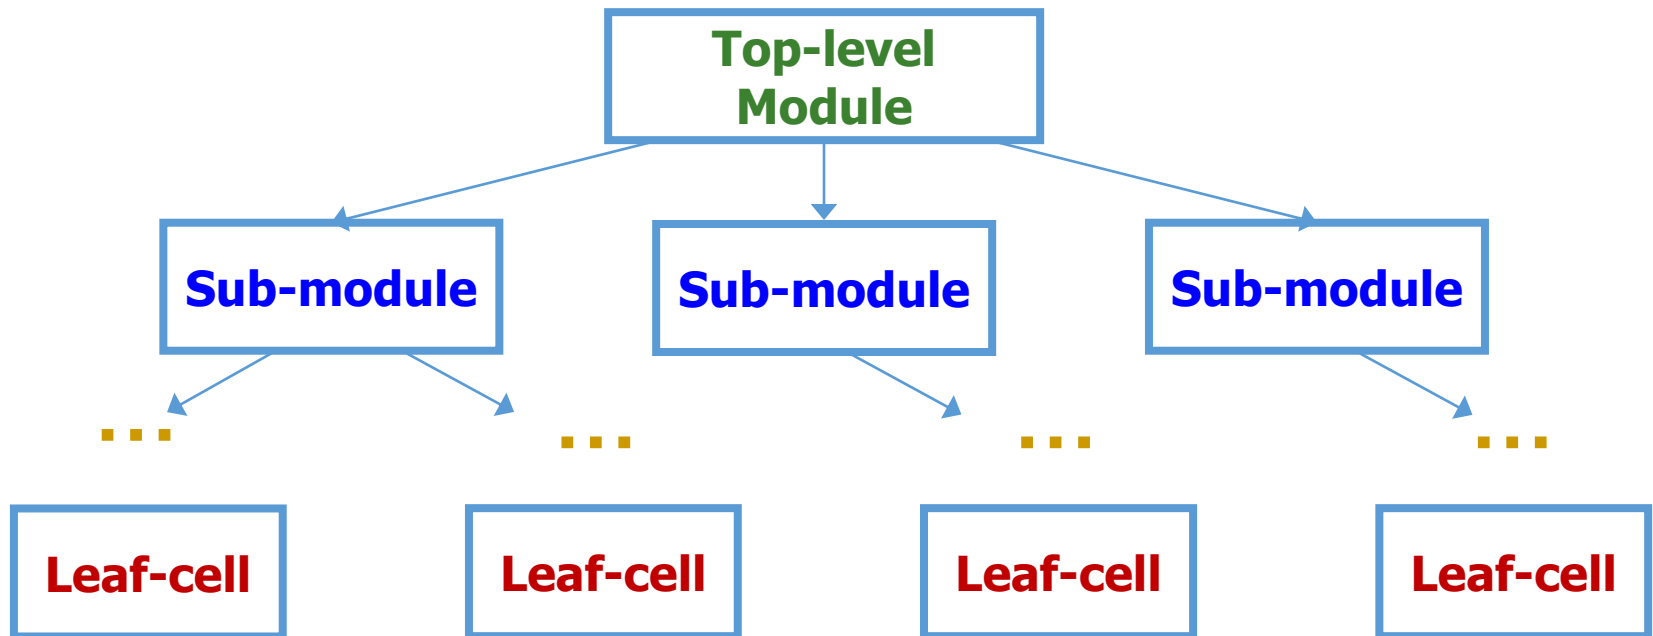 Top-level
Module
Sub-module
Sub-module
Sub-module
...
...
...
...
Leaf-cell
Leaf-cell
Leaf-cell
Leaf-cell